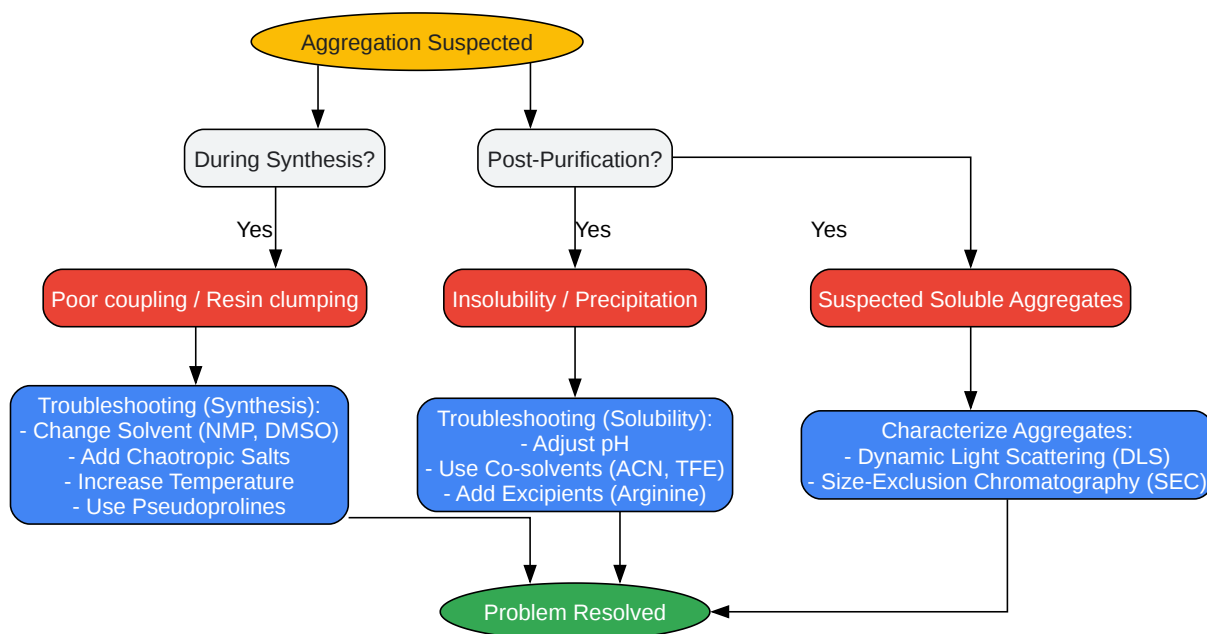 Aggregation Suspected
During Synthesis?
Post-Purification?
Yes
Yes
Yes
Poor coupling / Resin clumping
Insolubility / Precipitation
Suspected Soluble Aggregates
Troubleshooting (Synthesis):
- Change Solvent (NMP, DMSO)
- Add Chaotropic Salts
- Increase Temperature
- Use Pseudoprolines
Troubleshooting (Solubility):
- Adjust pH
- Use Co-solvents (ACN, TFE)
- Add Excipients (Arginine)
Characterize Aggregates:
- Dynamic Light Scattering (DLS)
- Size-Exclusion Chromatography (SEC)
Problem Resolved